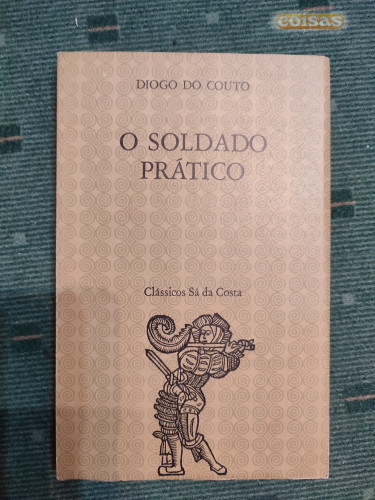 coisas
DIOGO DO COUTO
O SOLDADO
PRÁTICO
Clássicos Sá da Costa